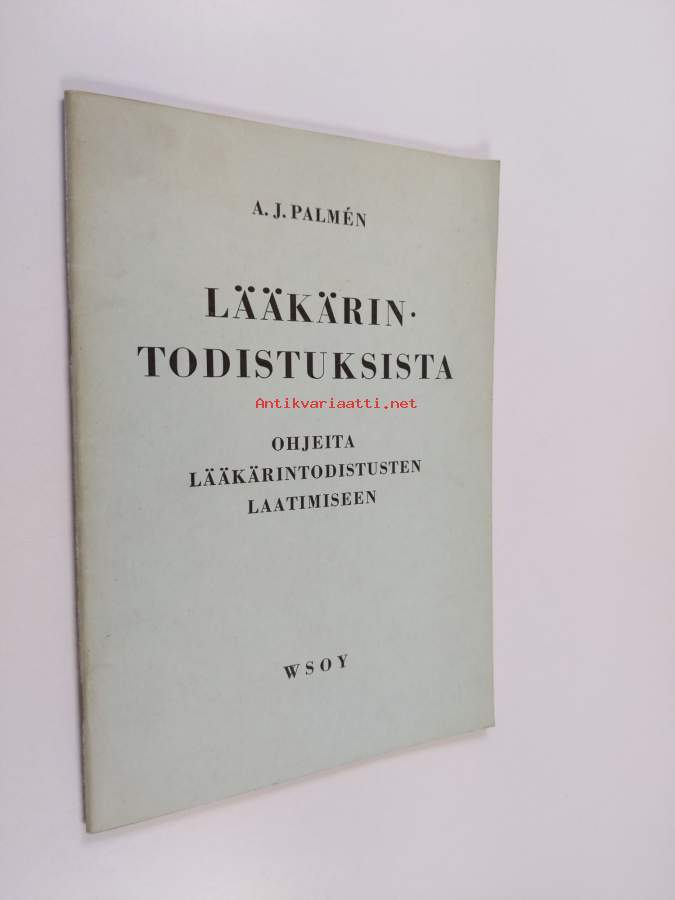 A. J. PALMÉN
LÄÄKÄRIN-
TODISTUKSISTA
Antikvariaatti.net
OHJEITA
LÄÄKÄRINTODISTUSTEN
LAATIMISEEN
WSOY